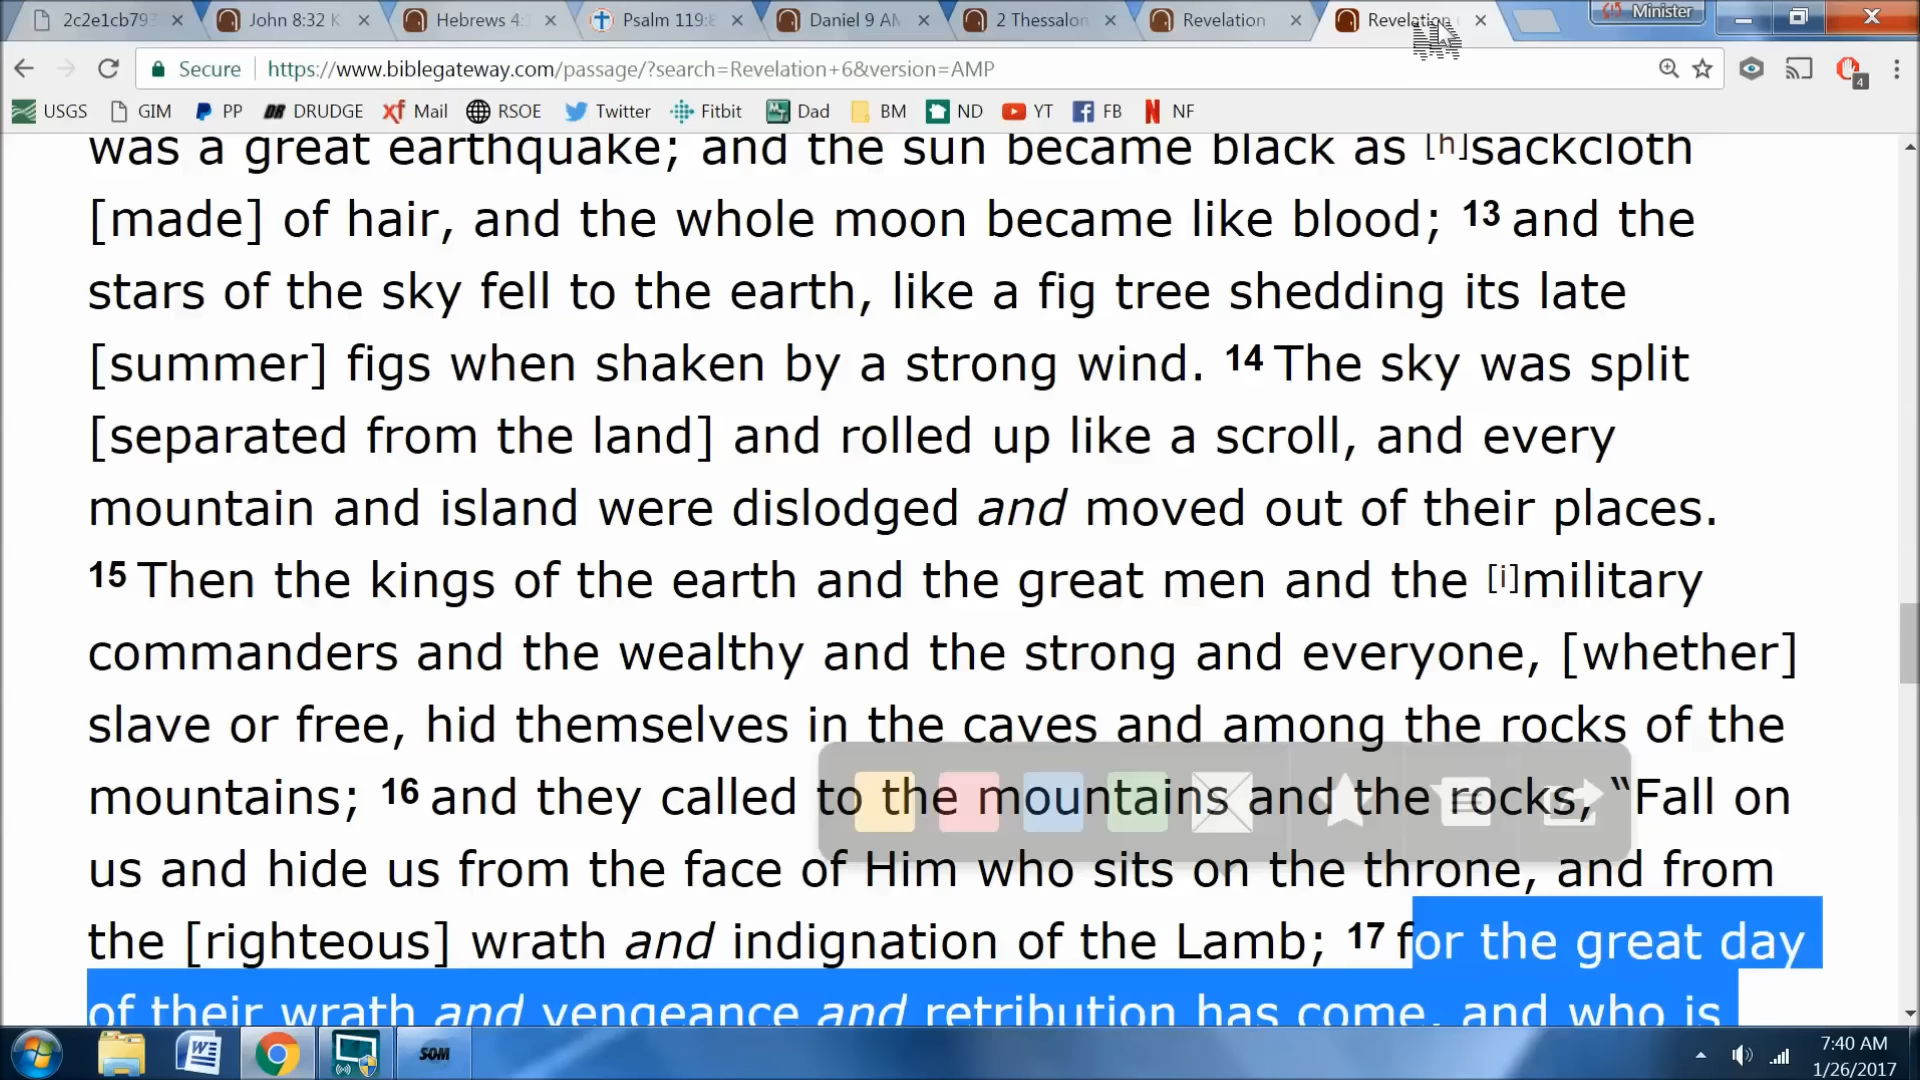 2c2e1cb793
John 8:32 K
Hebrews 4:
Psalm 119:8
Daniel 9 AM
2 Thessalon
Revelation
Revelation
Minister
Secure https://www.biblegateway.com/passage/?search=Revelation+6&version=AMP
4
USGS GIM PP DRUDGE Mail RSOE Twitter Fitbit Dad BM ND YT FB NF
was a great earthquake; and the sun became black as [h]sackcloth
[made] of hair, and the whole moon became like blood; 13 and the
stars of the sky fell to the earth, like a fig tree shedding its late
[summer] figs when shaken by a strong wind. 14 The sky was split
[separated from the land] and rolled up like a scroll, and every
mountain and island were dislodged and moved out of their places.
15 Then the kings of the earth and the great men and the [i]military
commanders and the wealthy and the strong and everyone, [whether]
slave or free, hid themselves in the caves and among the rocks of the
mountains; 16 and they called to the mountains and the rocks, “Fall on
us and hide us from the face of Him who sits on the throne, and from
the [righteous] wrath and indignation of the Lamb; 17 for the great day
of their wrath and vengeance and retribution has come, and who is
SOM
7:40 AM
1/26/2017